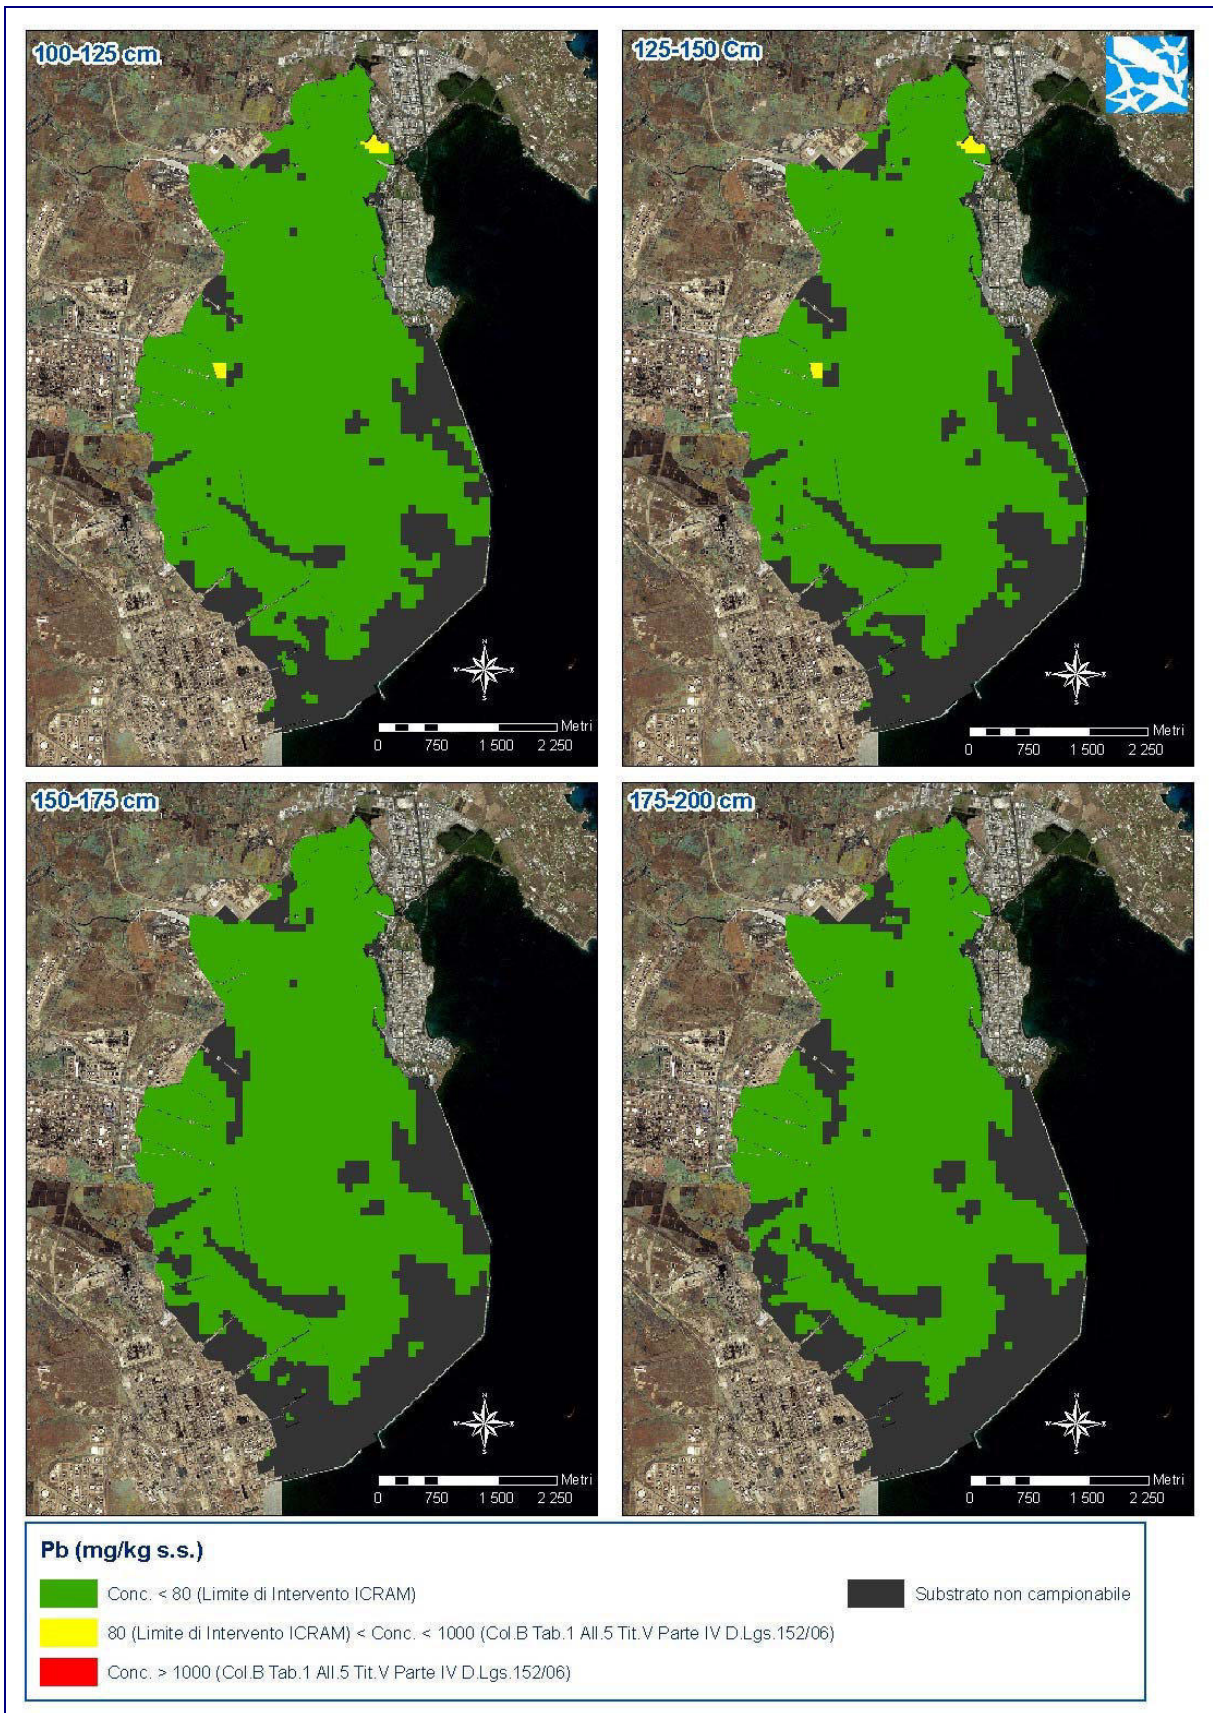 100-125 cm
125-150 Cm
N
W E
S
Metri
0 750 1 500 2 250
N
W E
S
Metri
0 750 1 500 2 250
150-175 cm
175-200 cm
N
W E
S
Metri
0 750 1 500 2 250
N
W E
S
Metri
0 750 1 500 2 250
Pb (mg/kg s.s.)
Conc. < 80 (Limite di Intervento ICRAM)
Substrato non campionabile
80 (Limite di Intervento ICRAM) < Conc. < 1000 (Col.B Tab.1 All.5 Tit.V Parte IV D.Lgs.152/06)
Conc. > 1000 (Col.B Tab.1 All.5 Tit.V Parte IV D.Lgs.152/06)